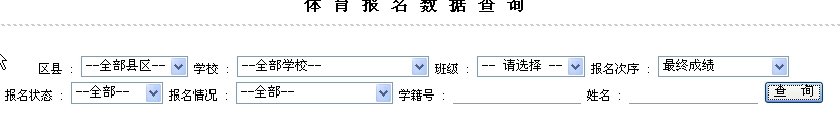 体 育 报 名 数 据 查 询
区县 : --全部县区-- 学校 : --全部学校-- 班级 : -- 请选择 -- 报名次序 : 最终成绩
报名状态 : --全部-- 报名情况 : --全部-- 学籍号 : 姓名 : 查 询